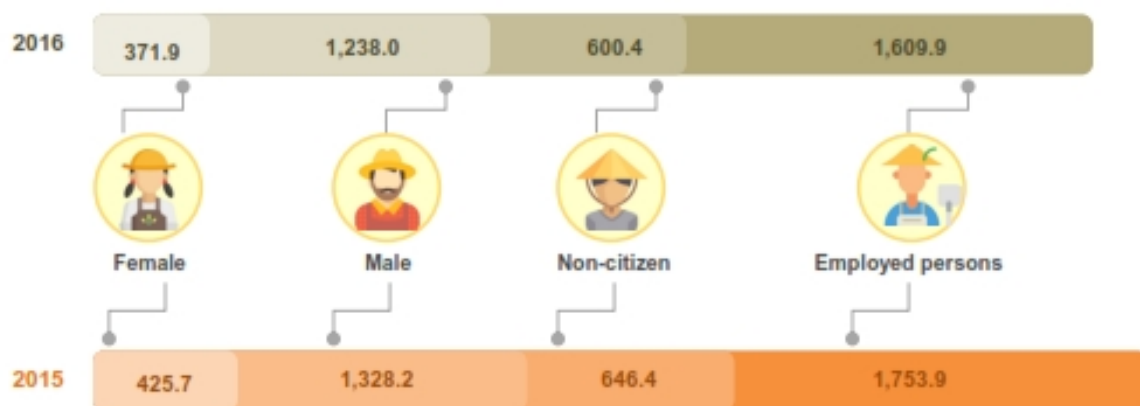 2016 371.9 1,238.0 600.4 1,609.9
Female Male Non-citizen Employed persons
2015 425.7 1,328.2 646.4 1,753.9